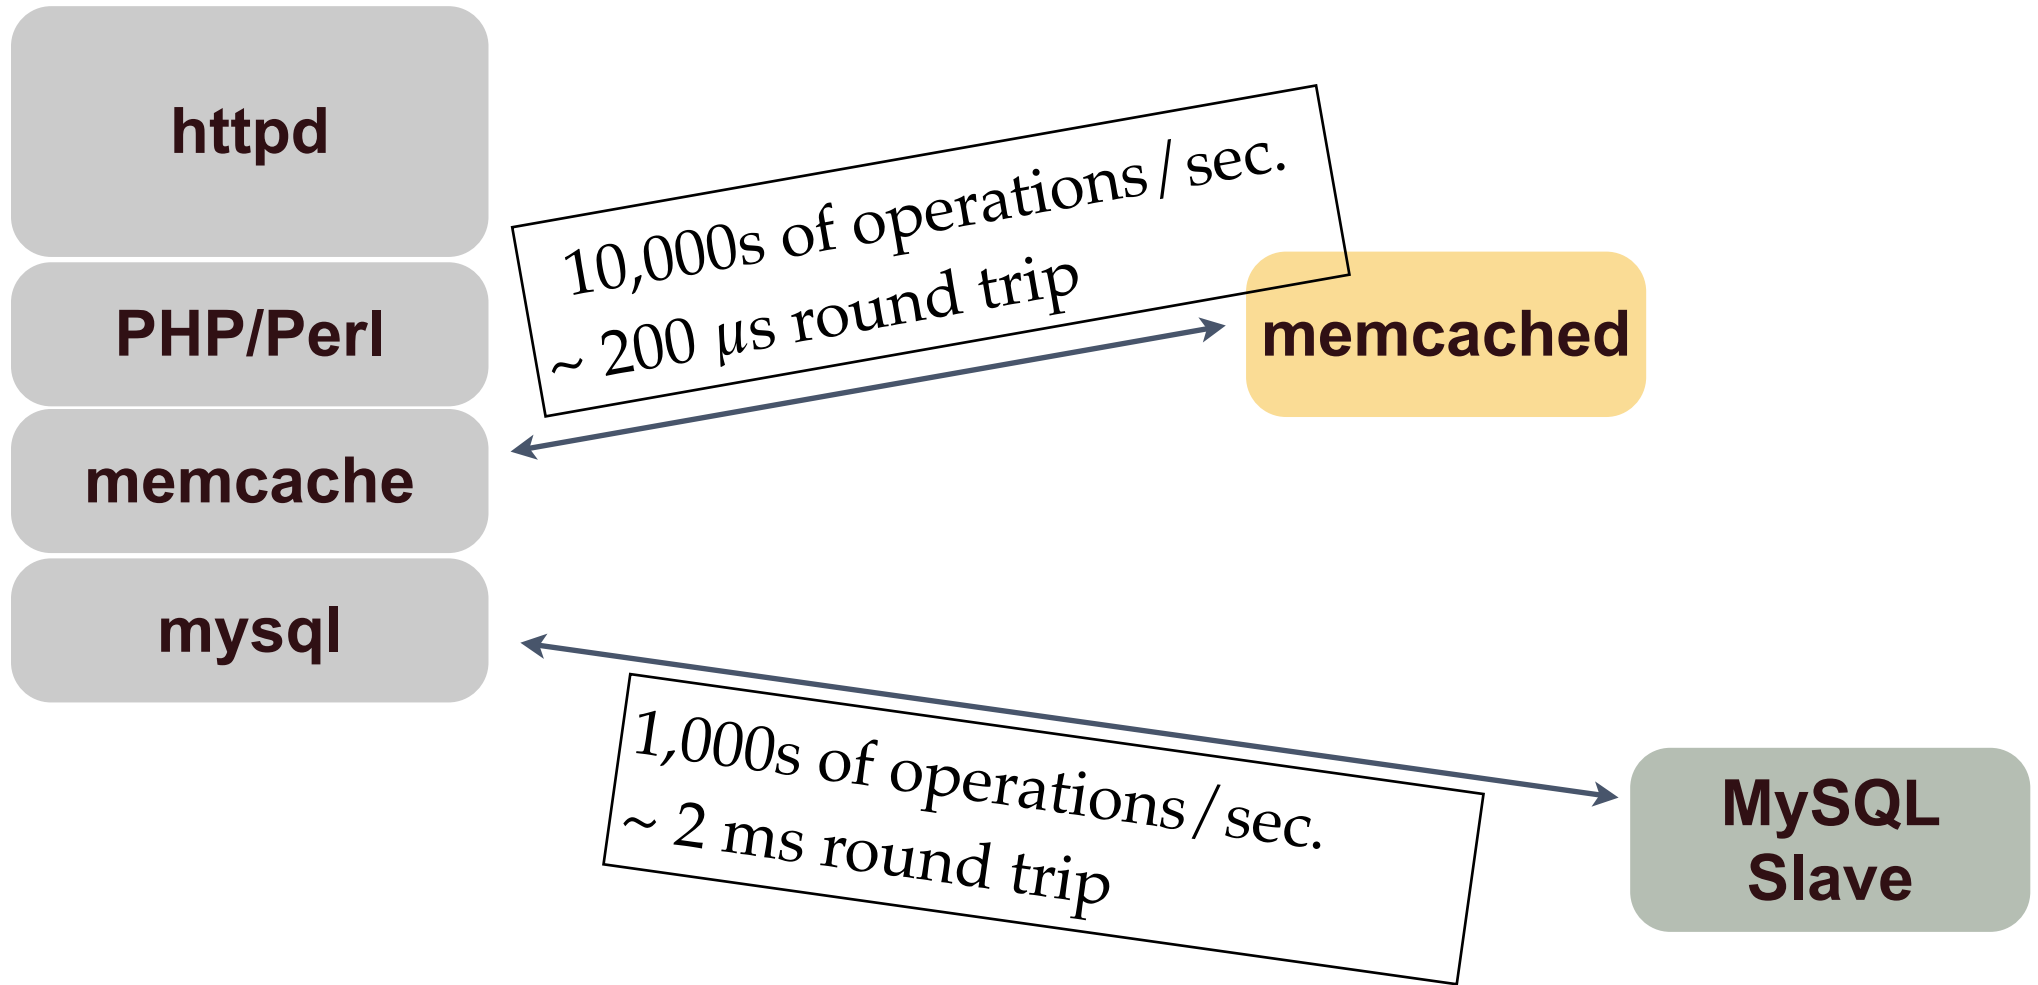 httpd
PHP/Perl
memcache
mysql
10,000s of operations/sec.
~ 200 μs round trip
memcached
1,000s of operations/sec.
~ 2 ms round trip
MySQL
Slave